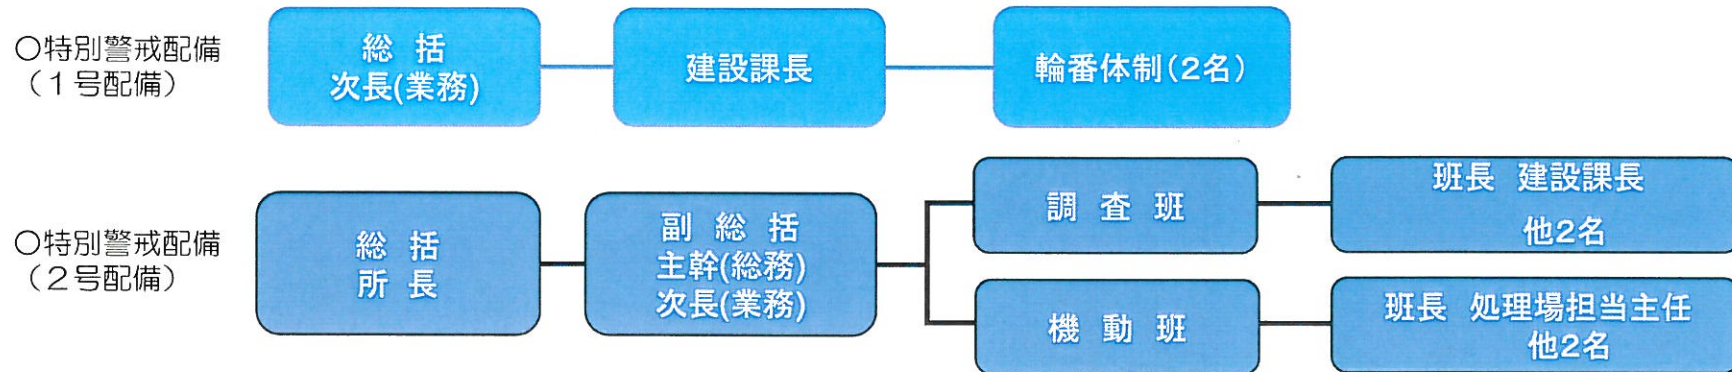 〇特別警戒配備
（１号配備）
総 括
次長(業務)
建設課長
輪番体制(2名)
〇特別警戒配備
（２号配備）
総 括
所 長
副 総 括
主幹(総務)
次長(業務)
調 査 班
班長 建設課長
他2名
機 動 班
班長 処理場担当主任
他2名